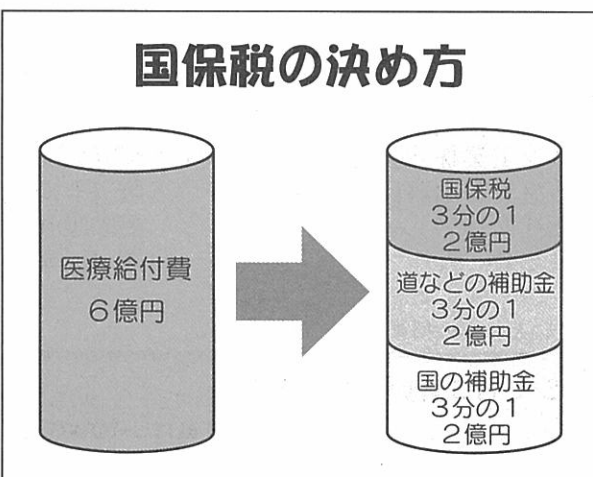 国保税の決め方
医療給付費
6億円
国保税
3分の1
2億円
道などの補助金
3分の1
2億円
国の補助金
3分の1
2億円